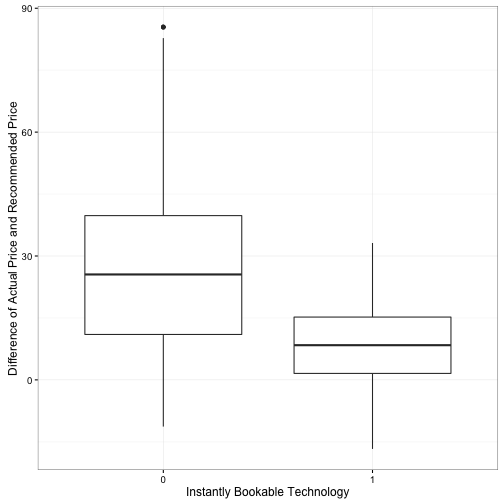 Difference of Actual Price and Recommended Price
90
60
30
0
0 1
Instantly Bookable Technology